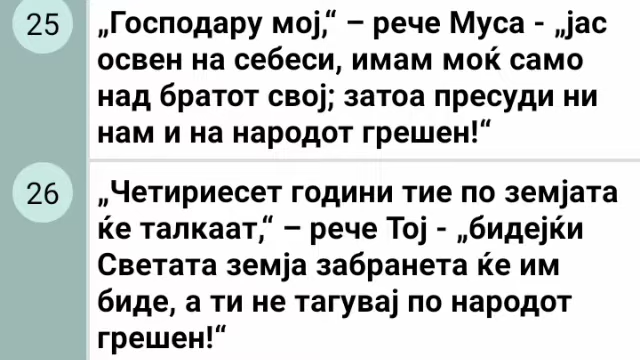 25
„Господару мој,“ – рече Муса - „јас
освен на себеси, имам моќ само
над братот свој; затоа пресуди ни
нам и на народот грешен!“
26
„Четириесет години тие по земјата
ќе талкаат,“ – рече Тој - „бидејќи
Светата земја забранета ќе им
биде, а ти не тагувај по народот
грешен!“